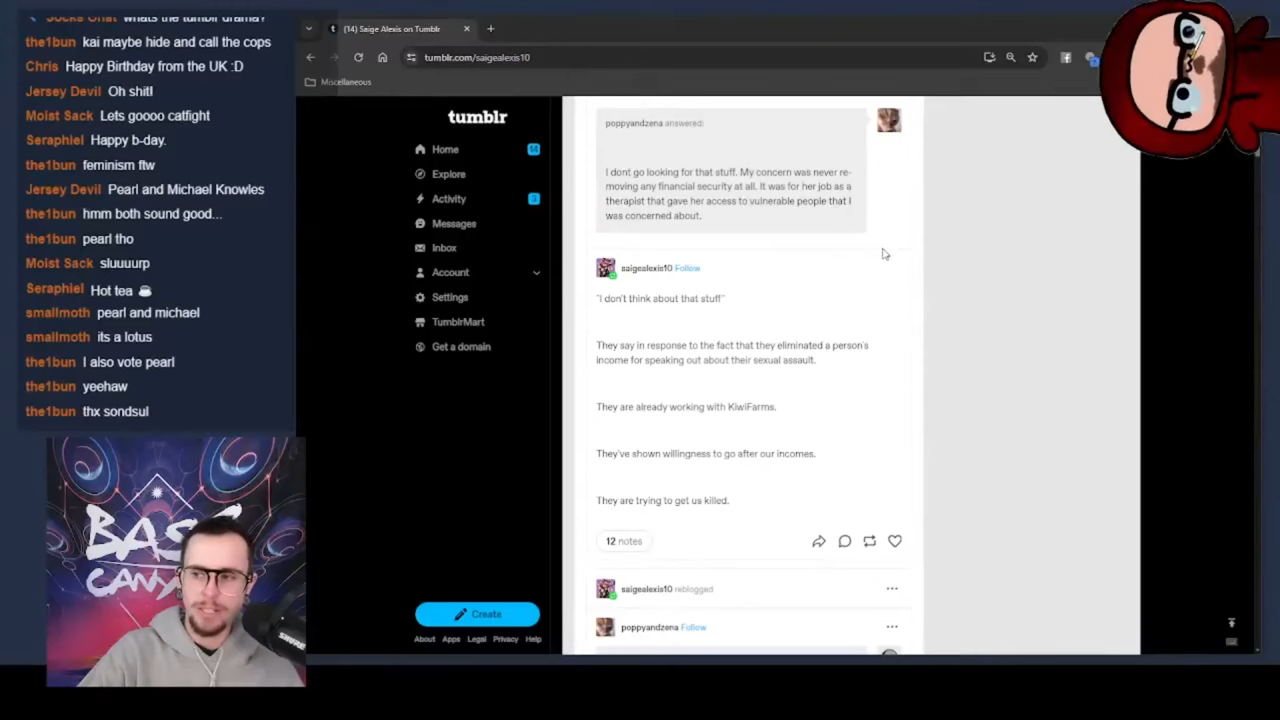 Socks Chat whats the tumblr drama?
the1bun kai maybe hide and call the cops
Chris Happy Birthday from the UK :D
Jersey Devil Oh shit!
Moist Sack Lets goooo catfight
Seraphiel Happy b-day.
the1bun feminism ftw
Jersey Devil Pearl and Michael Knowles
the1bun hmm both sound good...
the1bun pearl tho
Moist Sack sluuuurp
Seraphiel Hot tea ☕
smallmoth pearl and michael
smallmoth its a lotus
the1bun I also vote pearl
the1bun yeehaw
the1bun thx sondsul
BASS
CANYON
SHURE
(14) Saige Alexis on Tumblr
tumblr.com/saigealexis10
Miscellaneous
tumblr
Home 14
Explore
Activity 3
Messages
Inbox
Account
Settings
TumblrMart
Get a domain
Create
About Apps Legal Privacy Help
poppyandzena answered:
I dont go looking for that stuff. My concern was never re-
moving any financial security at all. It was for her job as a
therapist that gave her access to vulnerable people that I
was concerned about.
saigealexis10 Follow
"I don't think about that stuff"
They say in response to the fact that they eliminated a person's
income for speaking out about their sexual assault.
They are already working with KiwiFarms.
They've shown willingness to go after our incomes.
They are trying to get us killed.
12 notes
saigealexis10 reblogged
poppyandzena Follow